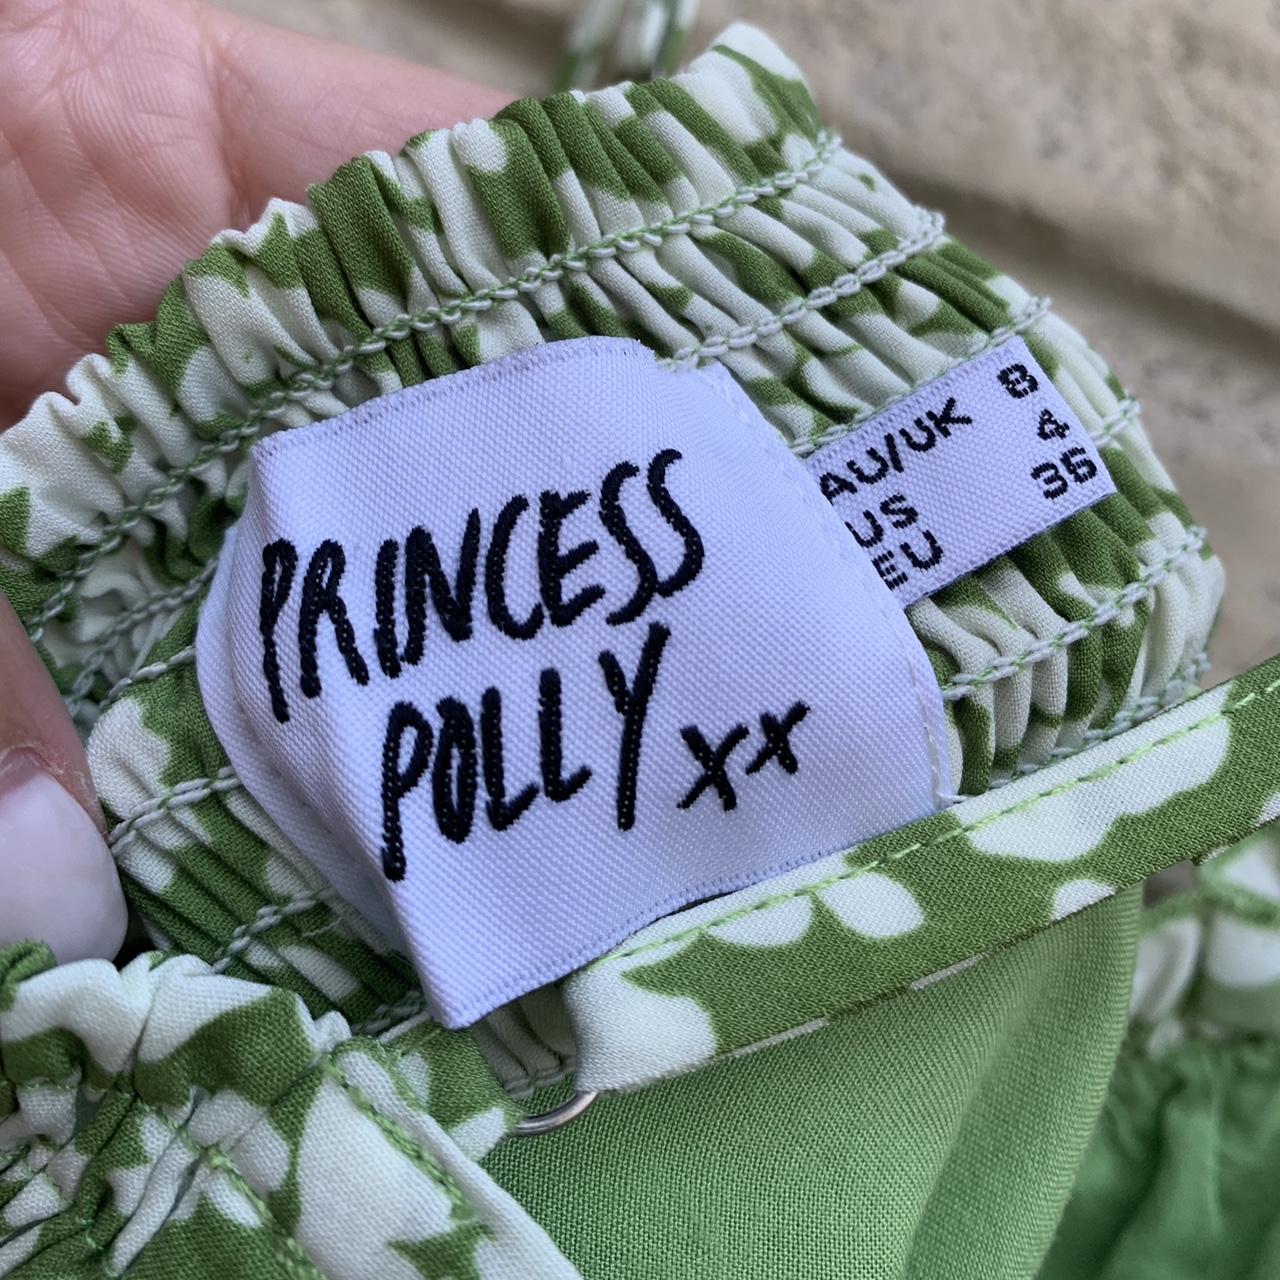 PRINCESS
POLLY xx
AU/UK 8
US 4
EU 36